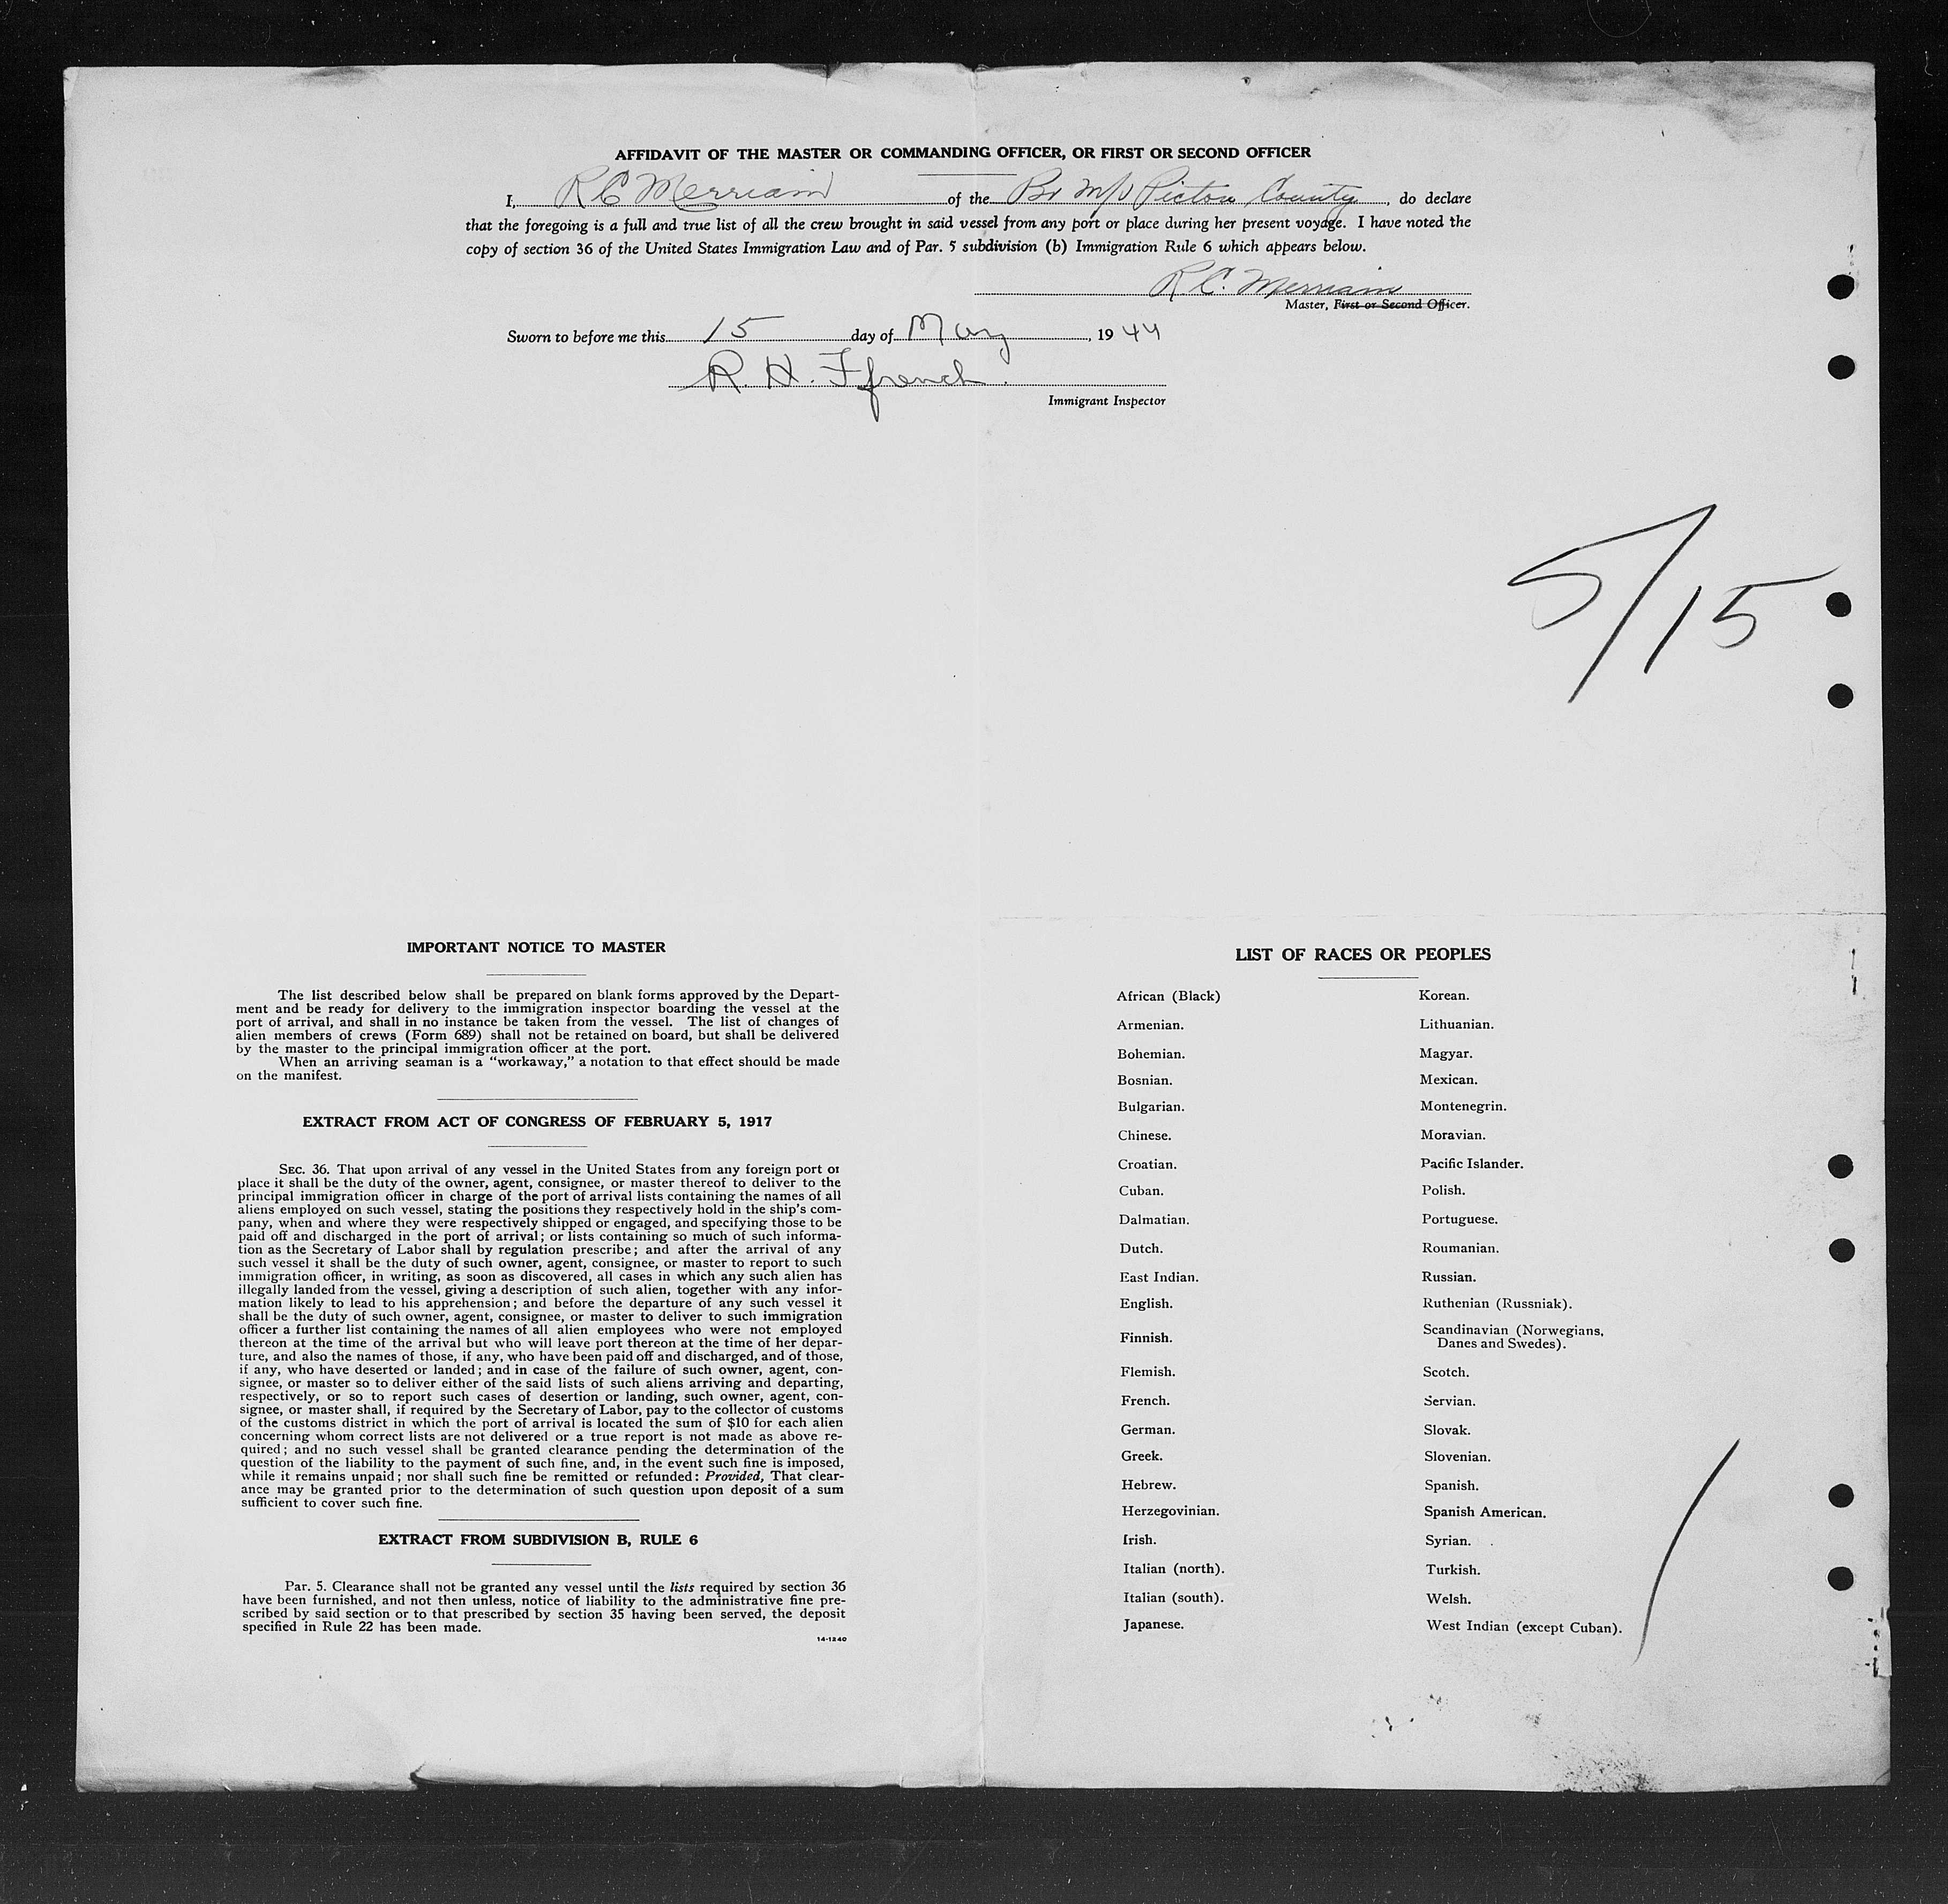 AFFIDAVIT OF THE MASTER OR COMMANDING OFFICER, OR FIRST OR SECOND OFFICER
I, R C Merriam of the Br M/V Pictou County, do declare
that the foregoing is a full and true list of all the crew brought in said vessel from any port or place during her present voyage. I have noted the
copy of section 36 of the United States Immigration Law and of Par. 5 subdivision (b) Immigration Rule 6 which appears below.
R. C. Merriam
Master, First or Second Officer.
Sworn to before me this 15 day of May, 1944
R. H. Ffrench.
Immigrant Inspector
5/15
IMPORTANT NOTICE TO MASTER
The list described below shall be prepared on blank forms approved by the Depart-
ment and be ready for delivery to the immigration inspector boarding the vessel at the
port of arrival, and shall in no instance be taken from the vessel. The list of changes of
alien members of crews (Form 689) shall not be retained on board, but shall be delivered
by the master to the principal immigration officer at the port.
When an arriving seaman is a "workaway," a notation to that effect should be made
on the manifest.
EXTRACT FROM ACT OF CONGRESS OF FEBRUARY 5, 1917
SEC. 36. That upon arrival of any vessel in the United States from any foreign port or
place it shall be the duty of the owner, agent, consignee, or master thereof to deliver to the
principal immigration officer in charge of the port of arrival lists containing the names of all
aliens employed on such vessel, stating the positions they respectively hold in the ship's com-
pany, when and where they were respectively shipped or engaged, and specifying those to be
paid off and discharged in the port of arrival; or lists containing so much of such informa-
tion as the Secretary of Labor shall by regulation prescribe; and after the arrival of any
such vessel it shall be the duty of such owner, agent, consignee, or master to report to such
immigration officer, in writing, as soon as discovered, all cases in which any such alien has
illegally landed from the vessel, giving a description of such alien, together with any infor-
mation likely to lead to his apprehension; and before the departure of any such vessel it
shall be the duty of such owner, agent, consignee, or master to deliver to such immigration
officer a further list containing the names of all alien employees who were not employed
thereon at the time of the arrival but who will leave port thereon at the time of her depar-
ture, and also the names of those, if any, who have been paid off and discharged, and of those,
if any, who have deserted or landed; and in case of the failure of such owner, agent, con-
signee, or master so to deliver either of the said lists of such aliens arriving and departing,
respectively, or so to report such cases of desertion or landing, such owner, agent, con-
signee, or master shall, if required by the Secretary of Labor, pay to the collector of customs
of the customs district in which the port of arrival is located the sum of $10 for each alien
concerning whom correct lists are not delivered or a true report is not made as above re-
quired; and no such vessel shall be granted clearance pending the determination of the
question of the liability to the payment of such fine, and, in the event such fine is imposed,
while it remains unpaid; nor shall such fine be remitted or refunded: Provided, That clear-
ance may be granted prior to the determination of such question upon deposit of a sum
sufficient to cover such fine.
EXTRACT FROM SUBDIVISION B, RULE 6
Par. 5. Clearance shall not be granted any vessel until the lists required by section 36
have been furnished, and not then unless, notice of liability to the administrative fine pre-
scribed by said section or to that prescribed by section 35 having been served, the deposit
specified in Rule 22 has been made.
14-1240
LIST OF RACES OR PEOPLES
African (Black)
Armenian.
Bohemian.
Bosnian.
Bulgarian.
Chinese.
Croatian.
Cuban.
Dalmatian.
Dutch.
East Indian.
English.
Finnish.
Flemish.
French.
German.
Greek.
Hebrew.
Herzegovinian.
Irish.
Italian (north).
Italian (south).
Japanese.
Korean.
Lithuanian.
Magyar.
Mexican.
Montenegrin.
Moravian.
Pacific Islander.
Polish.
Portuguese.
Roumanian.
Russian.
Ruthenian (Russniak).
Scandinavian (Norwegians,
Danes and Swedes).
Scotch.
Servian.
Slovak.
Slovenian.
Spanish.
Spanish American.
Syrian.
Turkish.
Welsh.
West Indian (except Cuban).